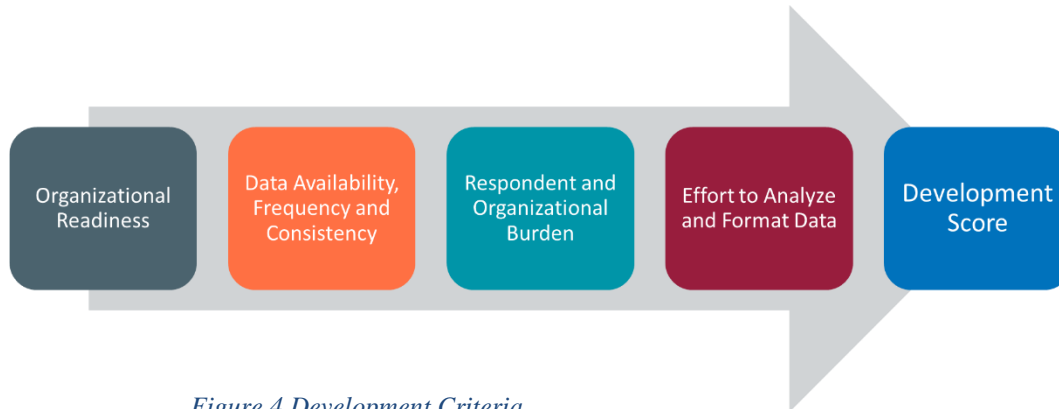 Organizational
Readiness
Data Availability,
Frequency and
Consistency
Respondent and
Organizational
Burden
Effort to Analyze
and Format Data
Development
Score
Figure 4 Development Criteria